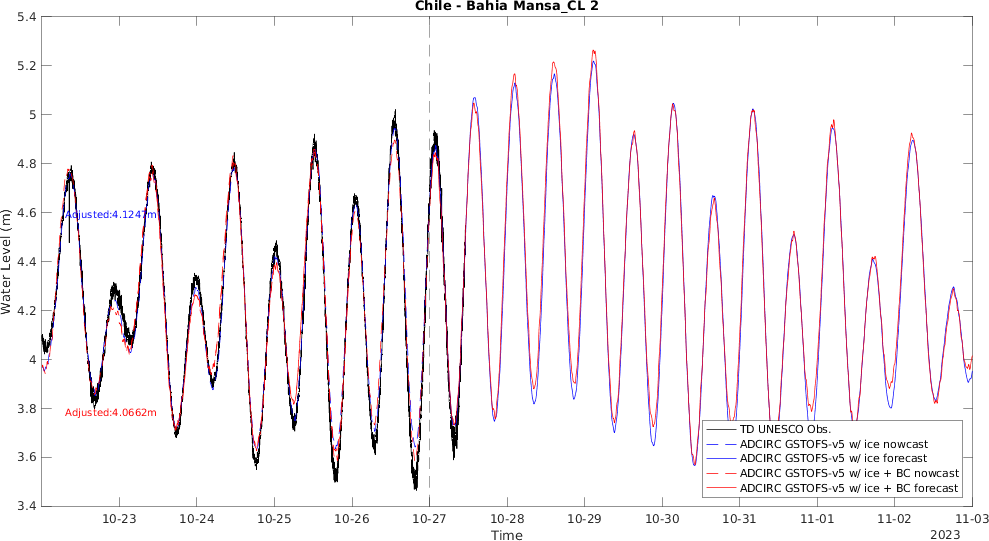 Chile - Bahia Mansa_CL 2
5.4
5.2
5
4.8
4.6
4.4
4.2
4
3.8
3.6
3.4
Water Level (m)
Adjusted:4.1247m
Adjusted:4.0662m
TD UNESCO Obs.
ADCIRC GSTOFS-v5 w/ ice nowcast
ADCIRC GSTOFS-v5 w/ ice forecast
ADCIRC GSTOFS-v5 w/ ice + BC nowcast
ADCIRC GSTOFS-v5 w/ ice + BC forecast
10-23
10-24
10-25
10-26
10-27
10-28
10-29
10-30
10-31
11-01
11-02
11-03
Time
2023